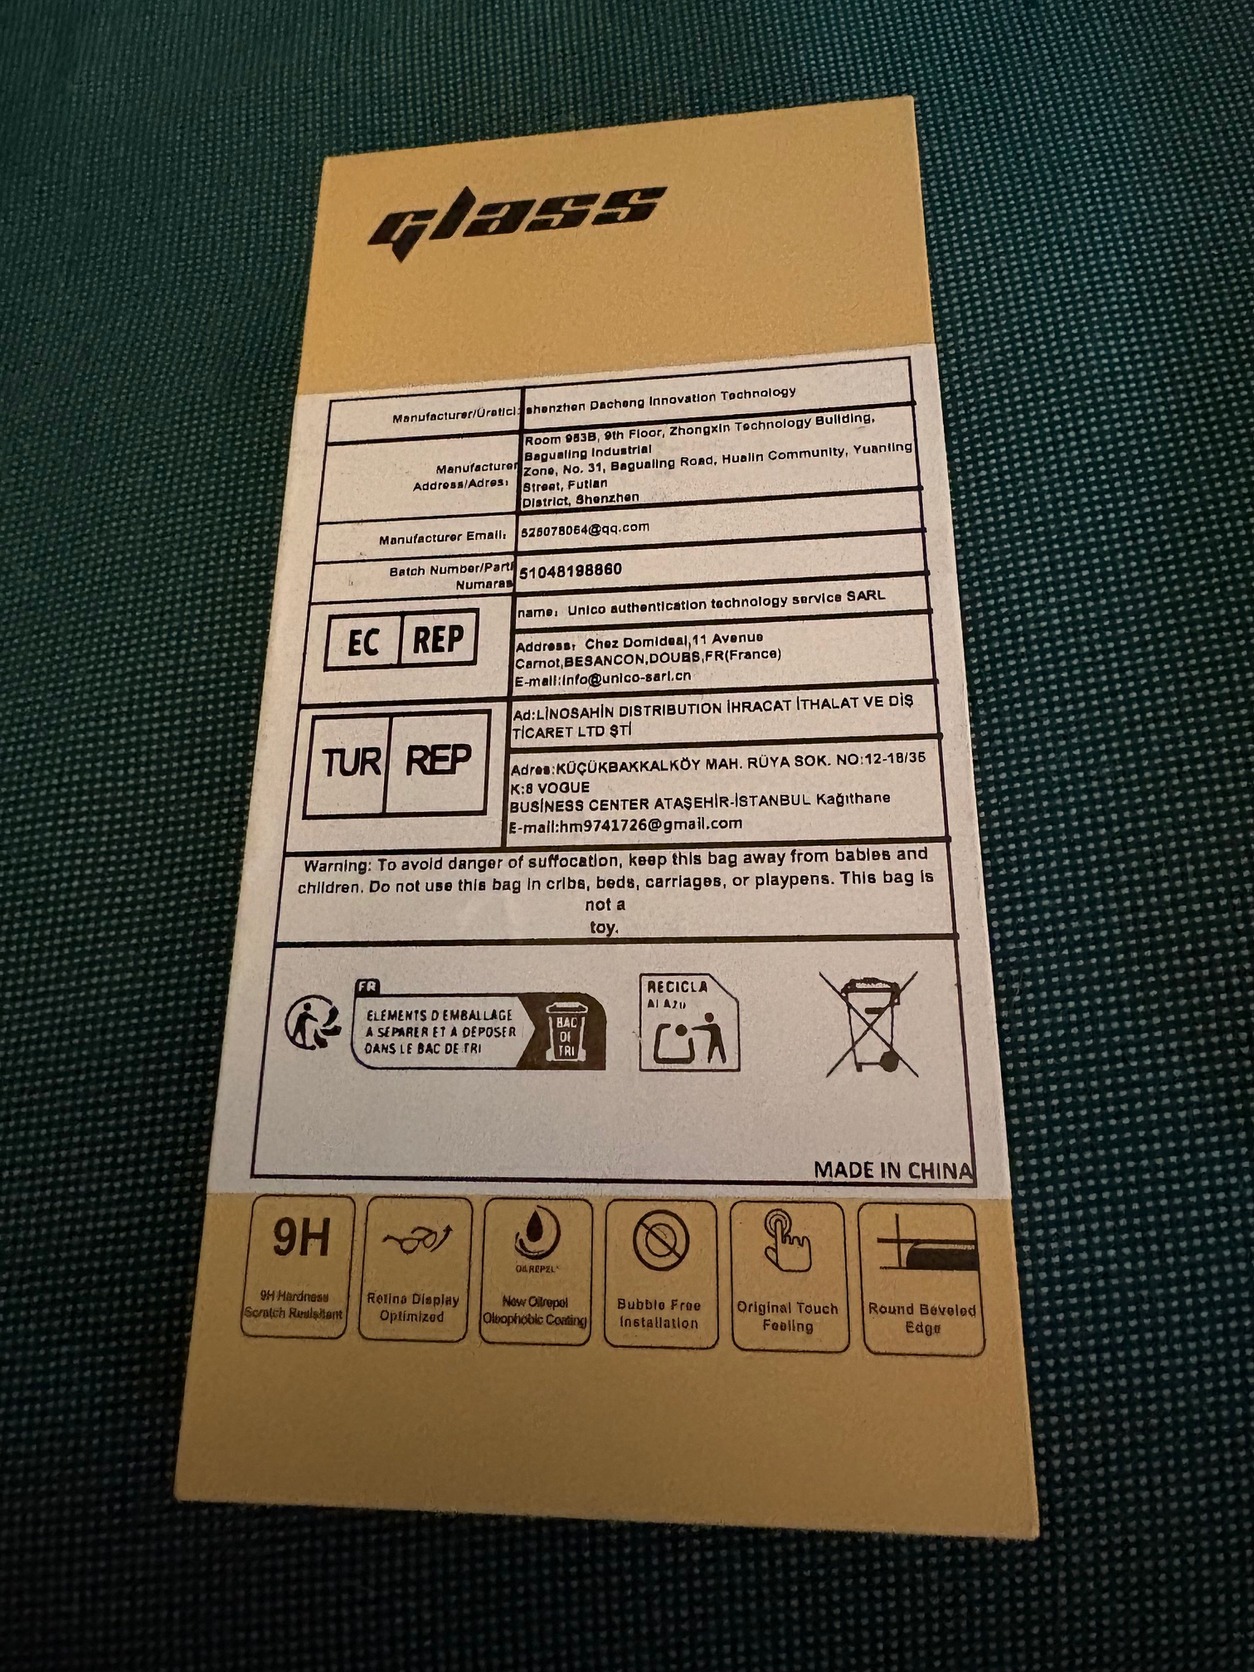 glass
Manufacturer/Üretici:
shenzhen Dacheng Innovation Technology
Manufacturer
Address/Adres:
Room 953B, 9th Floor, Zhongxin Technology Building,
Bagualing Industrial
Zone, No. 31, Bagualing Road, Hualin Community, Yuanling
Street, Futian
District, Shenzhen
Manufacturer Email:
526078064@qq.com
Batch Number/Parti
Numaras
51048198860
EC REP
name: Unico authentication technology service SARL
Address: Chez Domideal,11 Avenue
Carnot,BESANCON,DOUBS,FR(France)
E-mail:info@unico-sarl.cn
TUR REP
Ad:LİNOSAHİN DISTRIBUTION İHRACAT İTHALAT VE DİŞ
TİCARET LTD ŞTİ
Adres:KÜÇÜKBAKKALKÖY MAH. RÜYA SOK. NO:12-18/35
K:8 VOGUE
BUSİNESS CENTER ATAŞEHİR-İSTANBUL Kağıthane
E-mail:hm9741726@gmail.com
Warning: To avoid danger of suffocation, keep this bag away from babies and
children. Do not use this bag in cribs, beds, carriages, or playpens. This bag is
not a
toy.
FR
ELEMENTS D EMBALLAGE
A SEPARER ET A DEPOSER
DANS LE BAC DE TRI
BAC
DE
TRI
RECICLA
Al AZU
MADE IN CHINA
9H
9H Hardness
Scratch Resistant
Retina Display
Optimized
New Oilrepel
Oleophobic Coating
Bubble Free
Installation
Original Touch
Feeling
Round Beveled
Edge